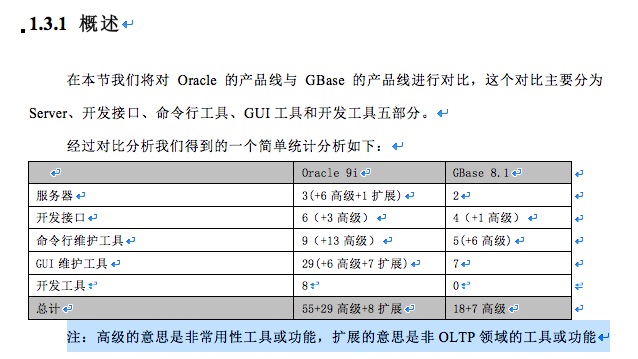 1.3.1 概述
在本节我们将对 Oracle 的产品线与 GBase 的产品线进行对比，这个对比主要分为
Server、开发接口、命令行工具、GUI 工具和开发工具五部分。
经过对比分析我们得到的一个简单统计分析如下：
Oracle 9i GBase 8.1
服务器 3(+6 高级+1 扩展) 2
开发接口 6（+3 高级） 4（+1 高级）
命令行维护工具 9（+13 高级） 5(+6 高级)
GUI 维护工具 29(+6 高级+7 扩展) 7
开发工具 8 0
总计 55+29 高级+8 扩展 18+7 高级
注：高级的意思是非常用性工具或功能，扩展的意思是非 OLTP 领域的工具或功能